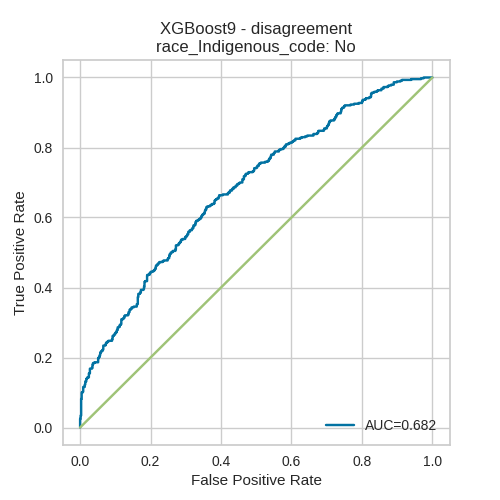 XGBoost9 - disagreement
race_Indigenous_code: No
1.0
0.8
0.6
0.4
0.2
0.0
True Positive Rate
AUC=0.682
0.0 0.2 0.4 0.6 0.8 1.0
False Positive Rate